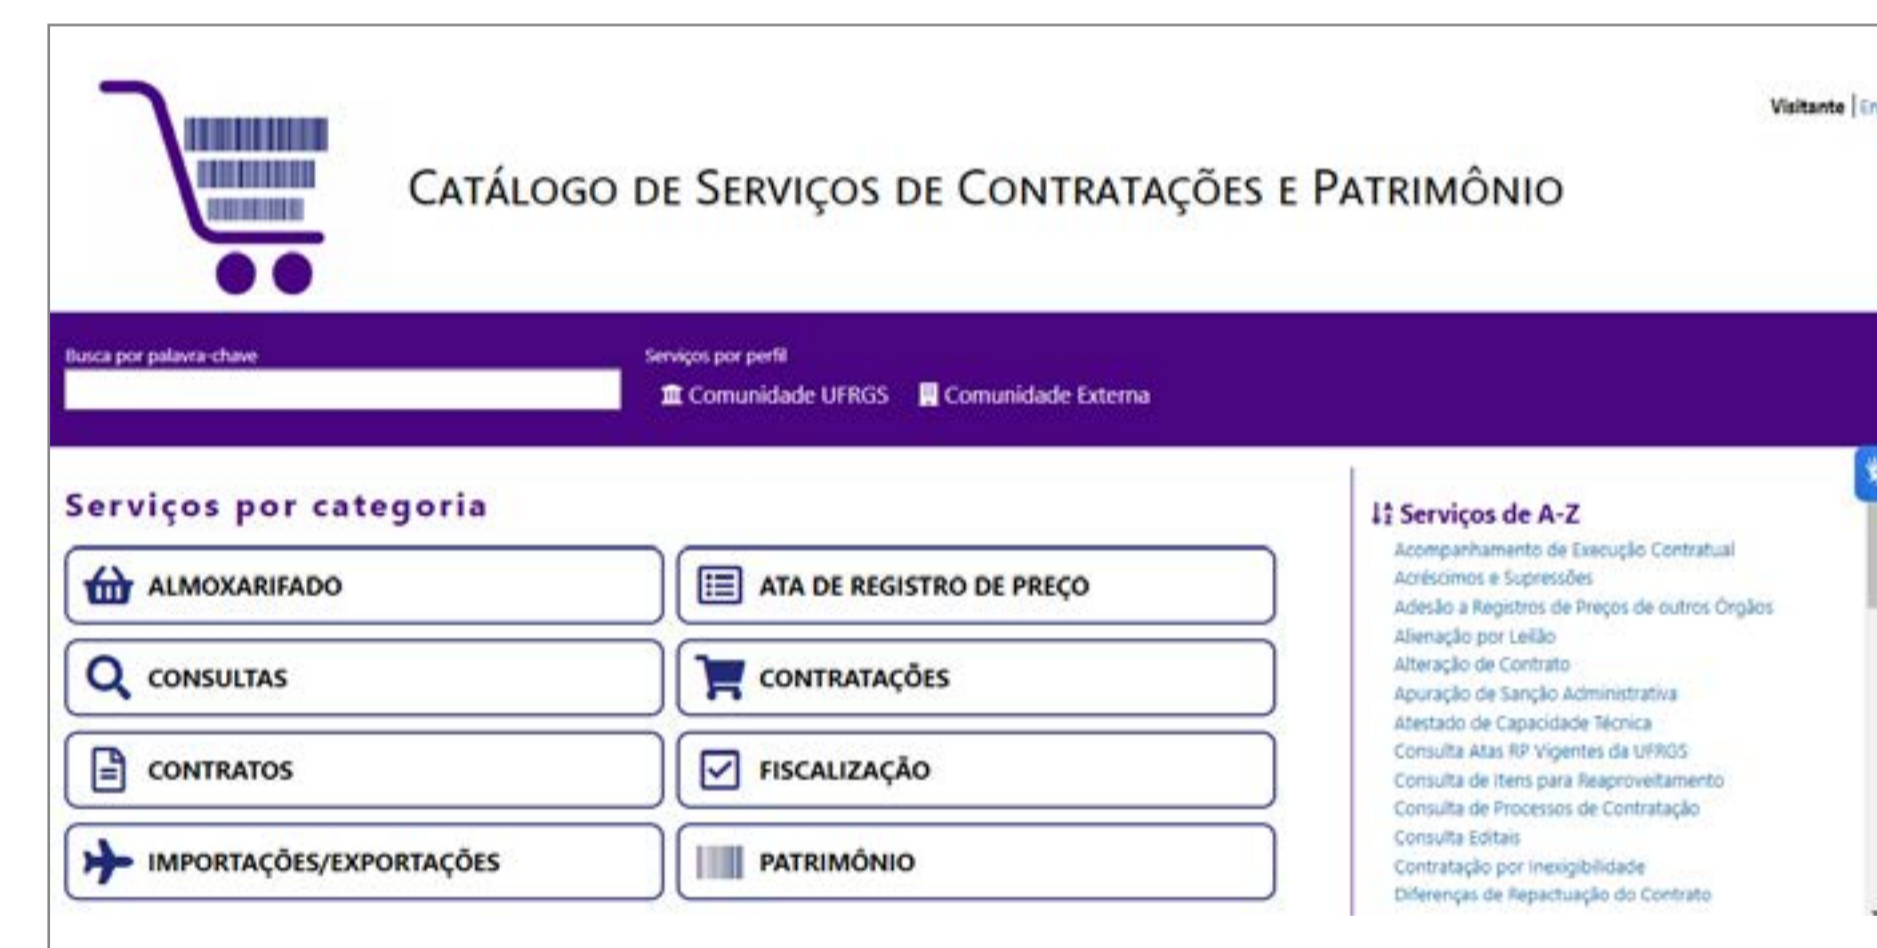 Visitante
CATÁLOGO DE SERVIÇOS DE CONTRATAÇÕES E PATRIMÔNIO
Busca por palavra-chave
Serviços por perfil
Comunidade UFRGS
Comunidade Externa
Serviços por categoria
ALMOXARIFADO
ATA DE REGISTRO DE PREÇO
CONSULTAS
CONTRATAÇÕES
CONTRATOS
FISCALIZAÇÃO
IMPORTAÇÕES/EXPORTAÇÕES
PATRIMÔNIO
Serviços de A-Z
Acompanhamento de Execução Contratual
Acréscimos e Supressões
Adesão a Registros de Preços de outros Órgãos
Alienação por Leilão
Alteração de Contrato
Apuração de Sanção Administrativa
Atestado de Capacidade Técnica
Consulta Atas RP Vigentes da UFRGS
Consulta de Itens para Reaproveitamento
Consulta de Processos de Contratação
Consulta Editais
Contratação por Inexigibilidade
Diferenças de Repactuação do Contrato